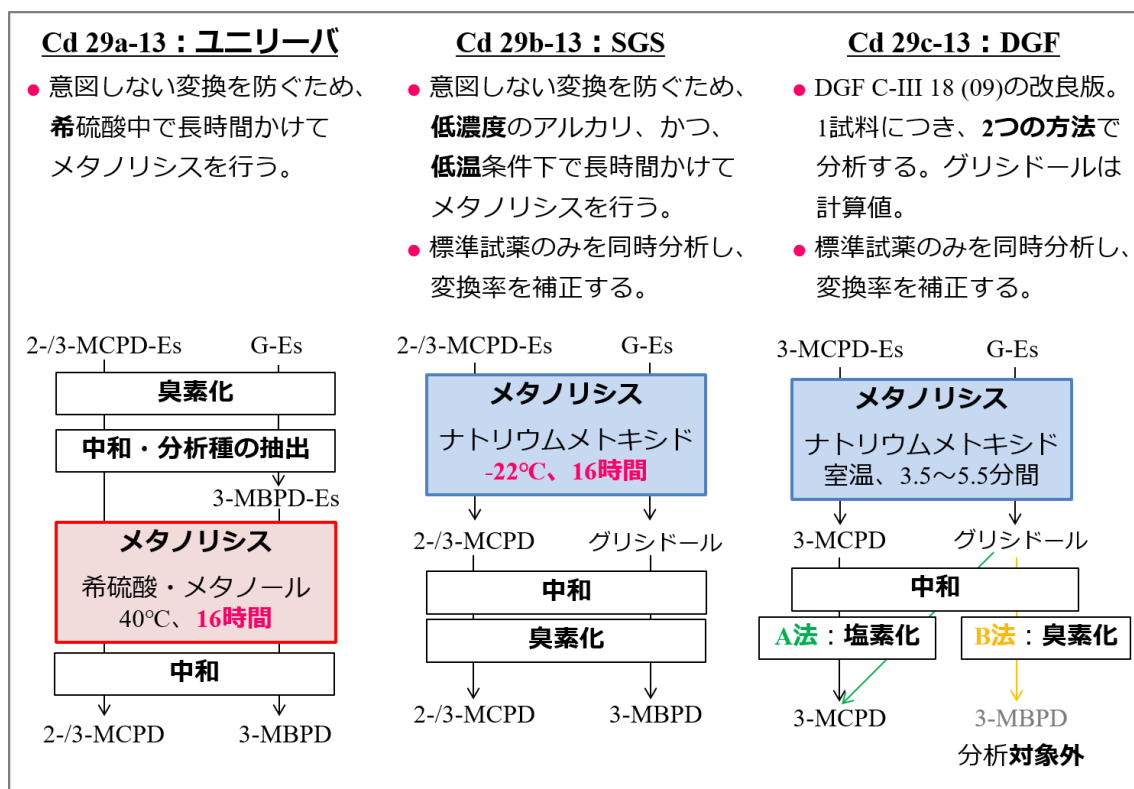 Cd 29a-13：ユニリーバ
● 意図しない変換を防ぐため、
希硫酸中で長時間かけて
メタノリシスを行う。
2-/3-MCPD-Es G-Es
臭素化
中和・分析種の抽出
3-MBPD-Es
メタノリシス
希硫酸・メタノール
40℃、16時間
中和
2-/3-MCPD 3-MBPD
Cd 29b-13：SGS
● 意図しない変換を防ぐため、
低濃度のアルカリ、かつ、
低温条件下で長時間かけて
メタノリシスを行う。
● 標準試薬のみを同時分析し、
変換率を補正する。
2-/3-MCPD-Es G-Es
メタノリシス
ナトリウムメトキシド
-22℃、16時間
2-/3-MCPD グリシドール
中和
臭素化
2-/3-MCPD 3-MBPD
Cd 29c-13：DGF
● DGF C-III 18 (09)の改良版。
1試料につき、2つの方法で
分析する。グリシドールは
計算値。
● 標準試薬のみを同時分析し、
変換率を補正する。
3-MCPD-Es G-Es
メタノリシス
ナトリウムメトキシド
室温、3.5～5.5分間
3-MCPD グリシドール
中和
A法：塩素化 B法：臭素化
3-MCPD 3-MBPD
分析対象外